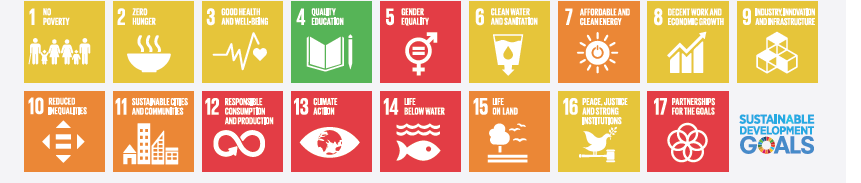 1 NO
POVERTY
2 ZERO
HUNGER
3 GOOD HEALTH
AND WELL-BEING
4 QUALITY
EDUCATION
5 GENDER
EQUALITY
6 CLEAN WATER
AND SANITATION
7 AFFORDABLE AND
CLEAN ENERGY
8 DECENT WORK AND
ECONOMIC GROWTH
9 INDUSTRY, INNOVATION
AND INFRASTRUCTURE
10 REDUCED
INEQUALITIES
11 SUSTAINABLE CITIES
AND COMMUNITIES
12 RESPONSIBLE
CONSUMPTION
AND PRODUCTION
13 CLIMATE
ACTION
14 LIFE
BELOW WATER
15 LIFE
ON LAND
16 PEACE, JUSTICE
AND STRONG
INSTITUTIONS
17 PARTNERSHIPS
FOR THE GOALS
SUSTAINABLE
DEVELOPMENT
GOALS